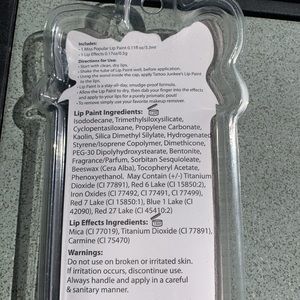 Includes:
- 1 Miss Popular Lip Paint 0.11fl oz/3.3ml
- 1 Lip Effects 0.17oz/0.5g
Directions for Use:
- Start with clean, dry lips.
- Shake the tube of Lip Paint well, before application.
- Using the wand inside the cap, apply Tattoo Junkee's Lip Paint
to the lips.
- Lip Paint is a stay-all-day, smudge proof formula.
- Allow the Lip Paint to dry, then dab your finger into the effects
and apply to your lips for a purely prismatic pout!
- To remove simply use your favorite makeup remover.
Lip Paint Ingredients:
Isododecane, Trimethylsiloxysilicate,
Cyclopentasiloxane, Propylene Carbonate,
Kaolin, Silica Dimethyl Silylate, Hydrogenated
Styrene/Isoprene Copolymer, Dimethicone,
PEG-30 Dipolyhydroxystearate, Bentonite,
Fragrance/Parfum, Sorbitan Sesquioleate,
Beeswax (Cera Alba), Tocopheryl Acetate,
Phenoxyethanol. May Contain (+/-) Titanium
Dioxide (CI 77891), Red 6 Lake (CI 15850:2),
Iron Oxides (CI 77492, CI 77491, CI 77499),
Red 7 Lake (CI 15850:1), Blue 1 Lake (CI
42090), Red 27 Lake (CI 45410:2)
Lip Effects Ingredients:
Mica (CI 77019), Titanium Dioxide (CI 77891),
Carmine (CI 75470)
Warnings:
Do not use on broken or irritated skin.
If irritation occurs, discontinue use.
Always handle and apply in a careful
& sanitary manner.